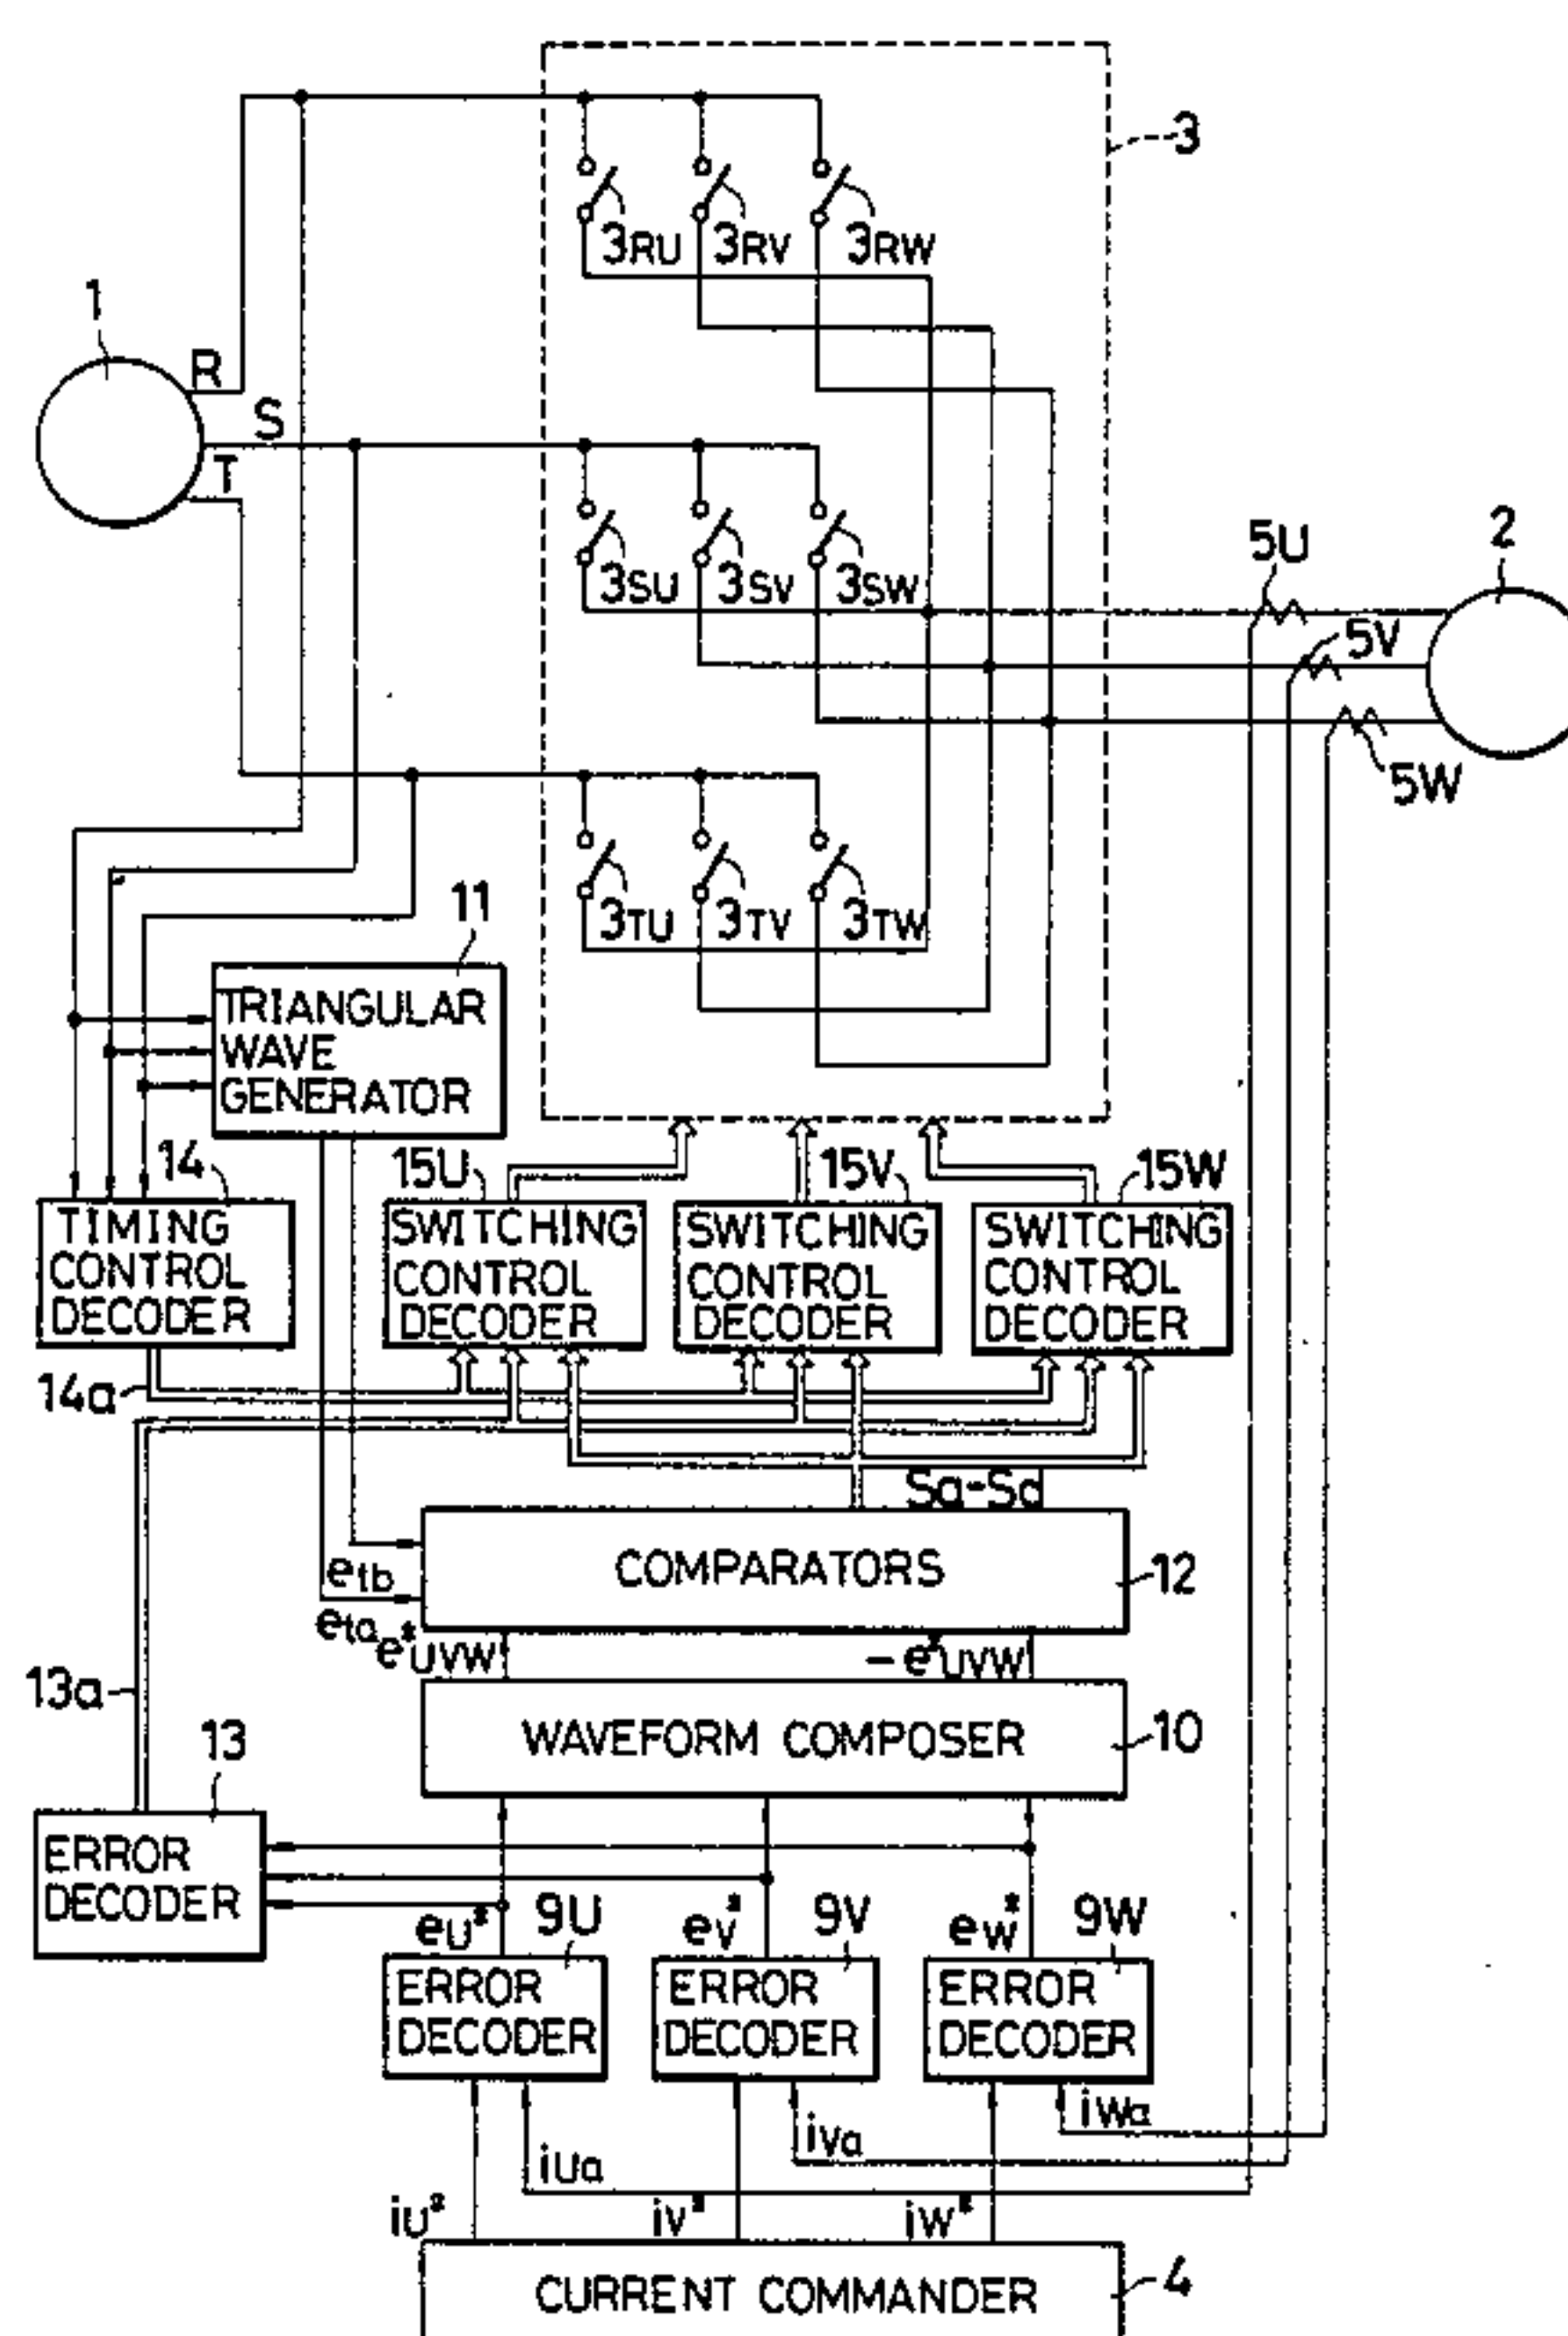 3
3RU 3RV 3RW
1
R
S
T
3SU 3SV 3SW
5U
2
5V
5W
3TU 3TV 3TW
11
TRIANGULAR
WAVE
GENERATOR
14
15U
15V
15W
TIMING
CONTROL
DECODER
SWITCHING
CONTROL
DECODER
SWITCHING
CONTROL
DECODER
SWITCHING
CONTROL
DECODER
14a
Sa-Sd
COMPARATORS
12
etb
eta
e*UVW
-e*UVW
13a
WAVEFORM COMPOSER
10
13
ERROR
DECODER
eU*
9U
eV*
9V
eW*
9W
ERROR
DECODER
ERROR
DECODER
ERROR
DECODER
iWa
iVa
iUa
iU*
iV*
iW*
CURRENT COMMANDER
4